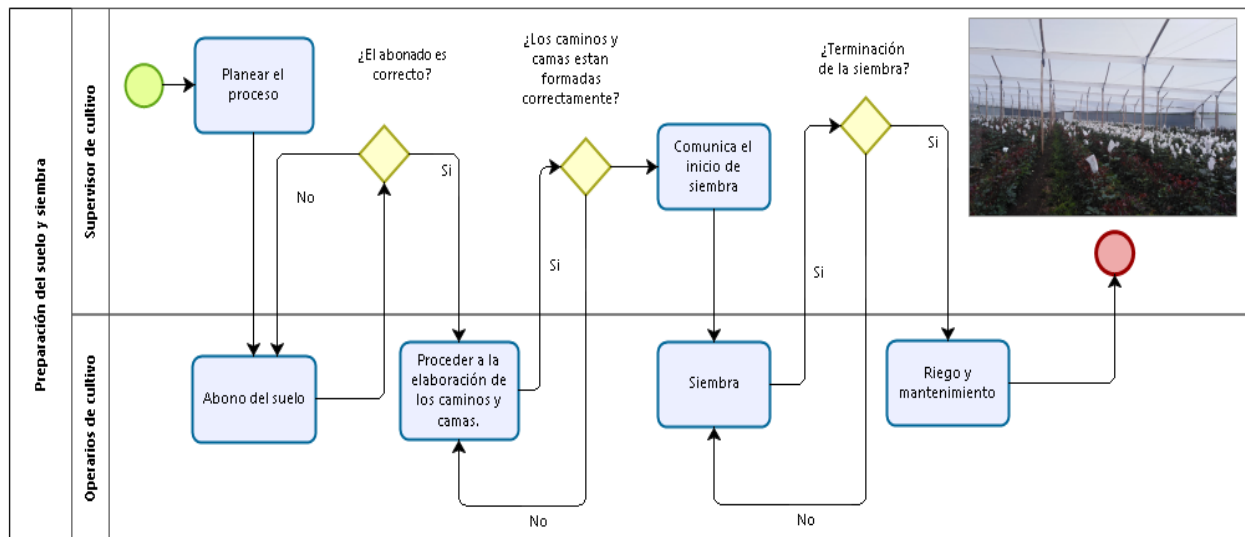 Preparación del suelo y siembra
Supervisor de cultivo
Planear el
proceso
¿El abonado es
correcto?
No
Si
¿Los caminos y
camas estan
formadas
correctamente?
Si
Comunica el
inicio de
siembra
¿Terminación
de la siembra?
Si
Si
Operarios de cultivo
Abono del suelo
Proceder a la
elaboración de
los caminos y
camas.
No
Siembra
No
Riego y
mantenimiento